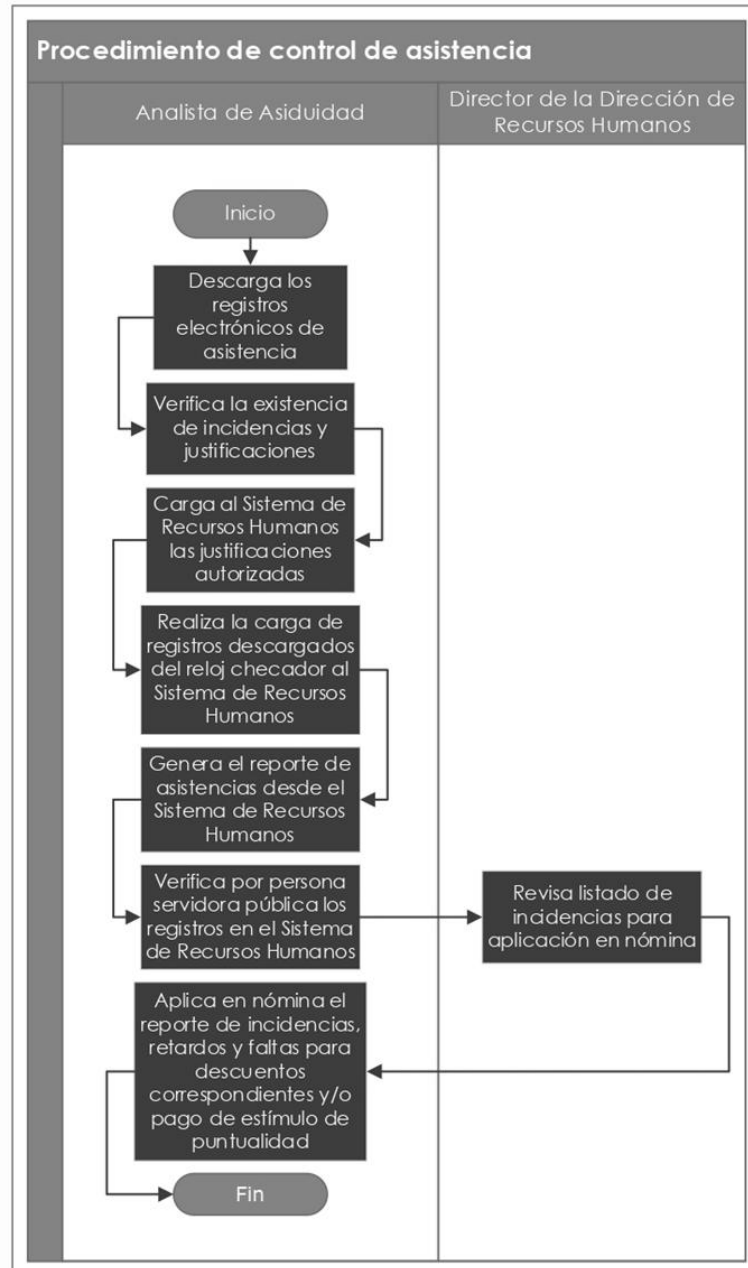 Procedimiento de control de asistencia
Analista de Asiduidad
Director de la Dirección de
Recursos Humanos
Inicio
Descarga los
registros
electrónicos de
asistencia
Verifica la existencia
de incidencias y
justificaciones
Carga al Sistema de
Recursos Humanos
las justificaciones
autorizadas
Realiza la carga de
registros descargados
del reloj checador al
Sistema de Recursos
Humanos
Genera el reporte de
asistencias desde el
Sistema de Recursos
Humanos
Verifica por persona
servidora pública los
registros en el Sistema
de Recursos Humanos
Revisa listado de
incidencias para
aplicación en nómina
Aplica en nómina el
reporte de incidencias,
retardos y faltas para
descuentos
correspondientes y/o
pago de estímulo de
puntualidad
Fin